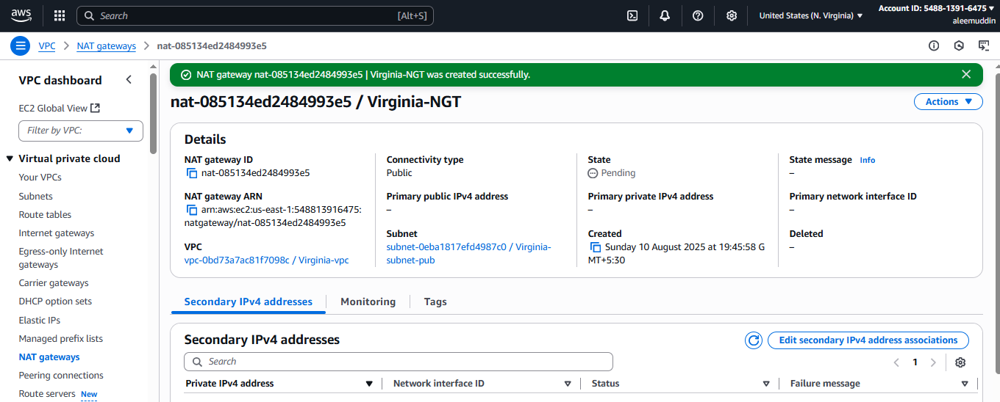 aws
Search [Alt+S]
United States (N. Virginia)
Account ID: 5488-1391-6475
aleemuddin
VPC > NAT gateways > nat-085134ed2484993e5
VPC dashboard
EC2 Global View
Filter by VPC:
Virtual private cloud
Your VPCs
Subnets
Route tables
Internet gateways
Egress-only Internet
gateways
Carrier gateways
DHCP option sets
Elastic IPs
Managed prefix lists
NAT gateways
Peering connections
Route servers New
NAT gateway nat-085134ed2484993e5 | Virginia-NGT was created successfully.
nat-085134ed2484993e5 / Virginia-NGT
Actions
Details
NAT gateway ID
nat-085134ed2484993e5
NAT gateway ARN
arn:aws:ec2:us-east-1:548813916475:
natgateway/nat-085134ed2484993e5
VPC
vpc-0bd73a7ac81f7098c / Virginia-vpc
Connectivity type
Public
Primary public IPv4 address
–
Subnet
subnet-0eba1817efd4987c0 / Virginia-
subnet-pub
State
Pending
Primary private IPv4 address
–
Created
Sunday 10 August 2025 at 19:45:58 G
MT+5:30
State message Info
–
Primary network interface ID
–
Deleted
–
Secondary IPv4 addresses
Monitoring
Tags
Secondary IPv4 addresses
Edit secondary IPv4 address associations
Search
1
Private IPv4 address
Network interface ID
Status
Failure message